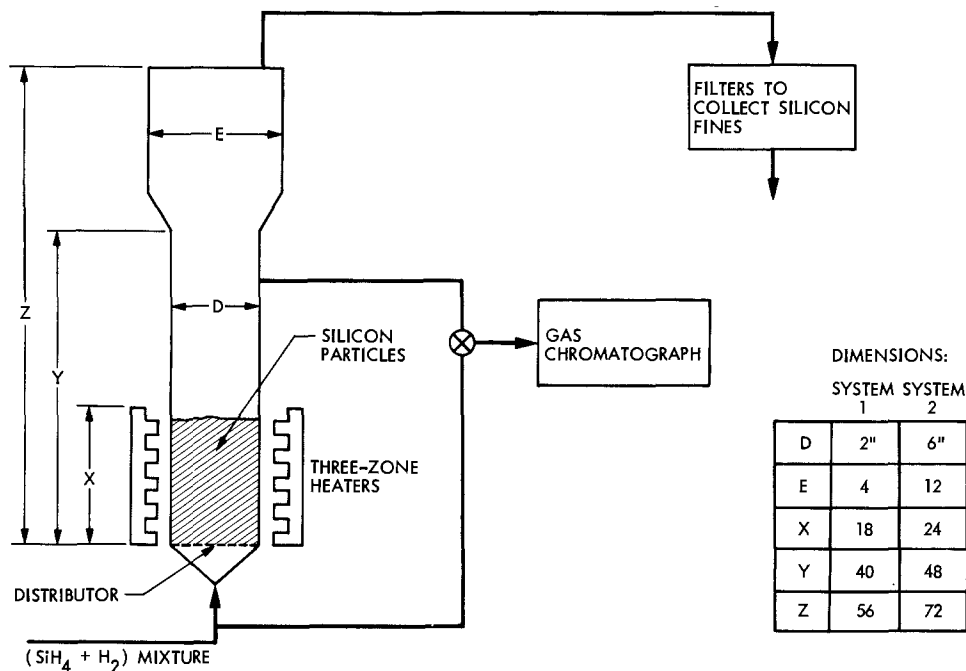 FILTERS TO
COLLECT SILICON
FINES
E
Z
D
SILICON
PARTICLES
GAS
CHROMATOGRAPH
Y
X
THREE-ZONE
HEATERS
DISTRIBUTOR
(SiH4 + H2) MIXTURE
DIMENSIONS:
SYSTEM SYSTEM
1 2
D 2" 6"
E 4 12
X 18 24
Y 40 48
Z 56 72